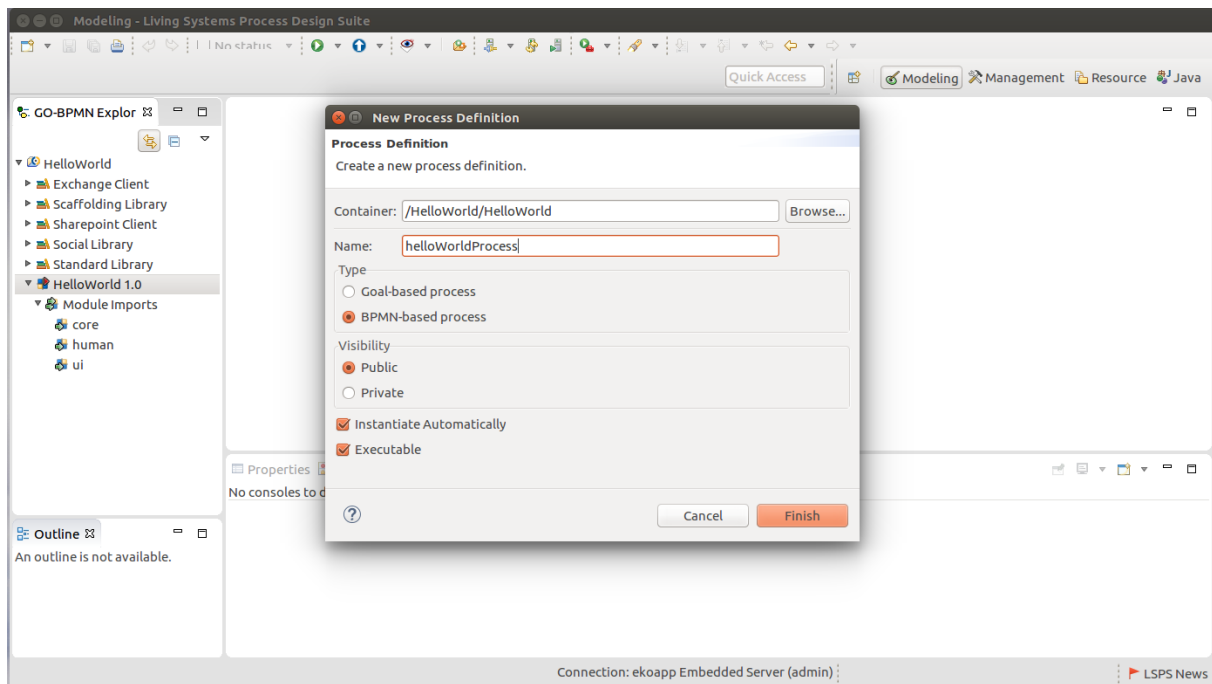 Modeling - Living Systems Process Design Suite
No status
Quick Access
Modeling Management Resource Java
GO-BPMN Explor
HelloWorld
Exchange Client
Scaffolding Library
Sharepoint Client
Social Library
Standard Library
HelloWorld 1.0
Module Imports
core
human
ui
New Process Definition
Process Definition
Create a new process definition.
Container: /HelloWorld/HelloWorld Browse...
Name: helloWorldProcess
Type
Goal-based process
BPMN-based process
Visibility
Public
Private
Instantiate Automatically
Executable
Cancel Finish
Properties
No consoles to d
Outline
An outline is not available.
Connection: ekoapp Embedded Server (admin)
LSPS News